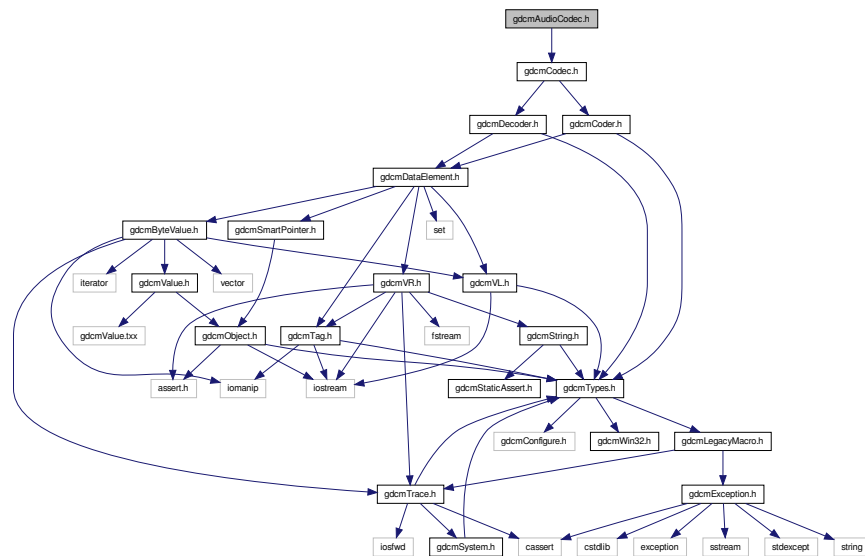 gdcmAudioCodec.h
gdcmCodec.h
gdcmDecoder.h
gdcmCoder.h
gdcmDataElement.h
gdcmByteValue.h
gdcmSmartPointer.h
set
iterator
gdcmValue.h
vector
gdcmVR.h
gdcmVL.h
gdcmValue.txx
gdcmObject.h
gdcmTag.h
fstream
gdcmString.h
assert.h
iomanip
iostream
gdcmStaticAssert.h
gdcmTypes.h
gdcmConfigure.h
gdcmWin32.h
gdcmLegacyMacro.h
gdcmTrace.h
gdcmException.h
iosfwd
gdcmSystem.h
cassert
cstdlib
exception
sstream
stdexcept
string